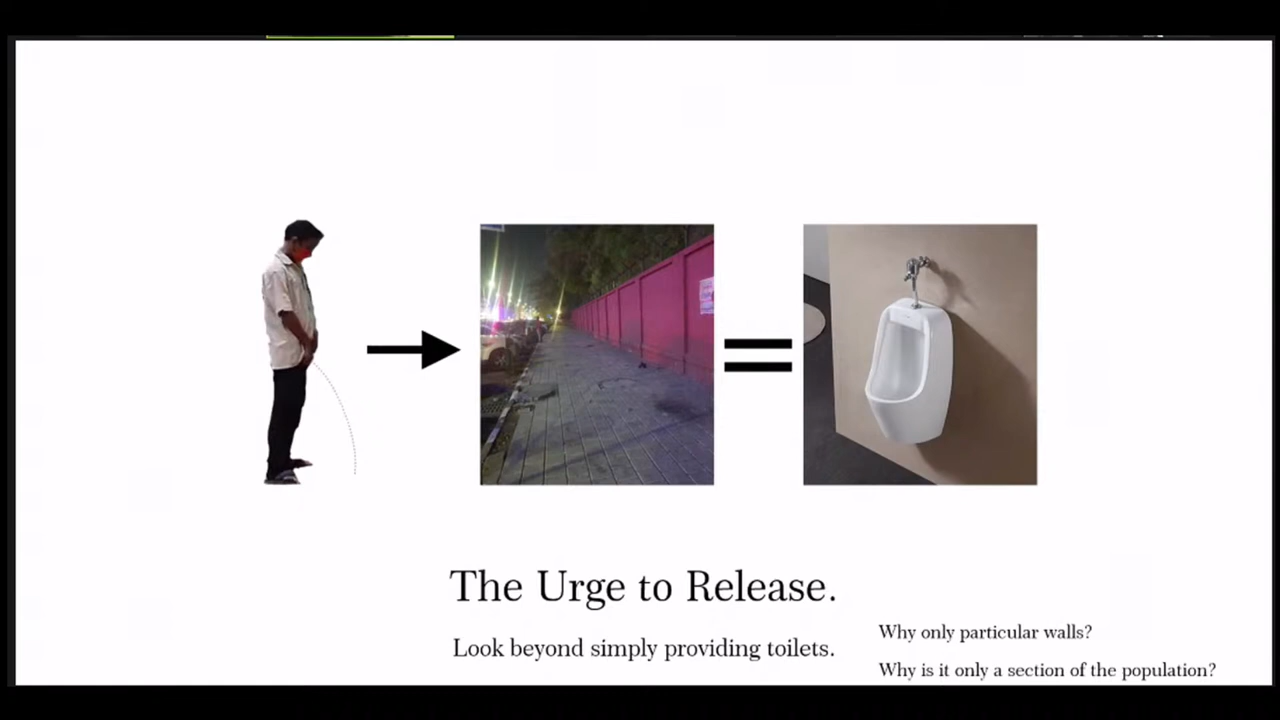 The Urge to Release.
Look beyond simply providing toilets.
Why only particular walls?
Why is it only a section of the population?